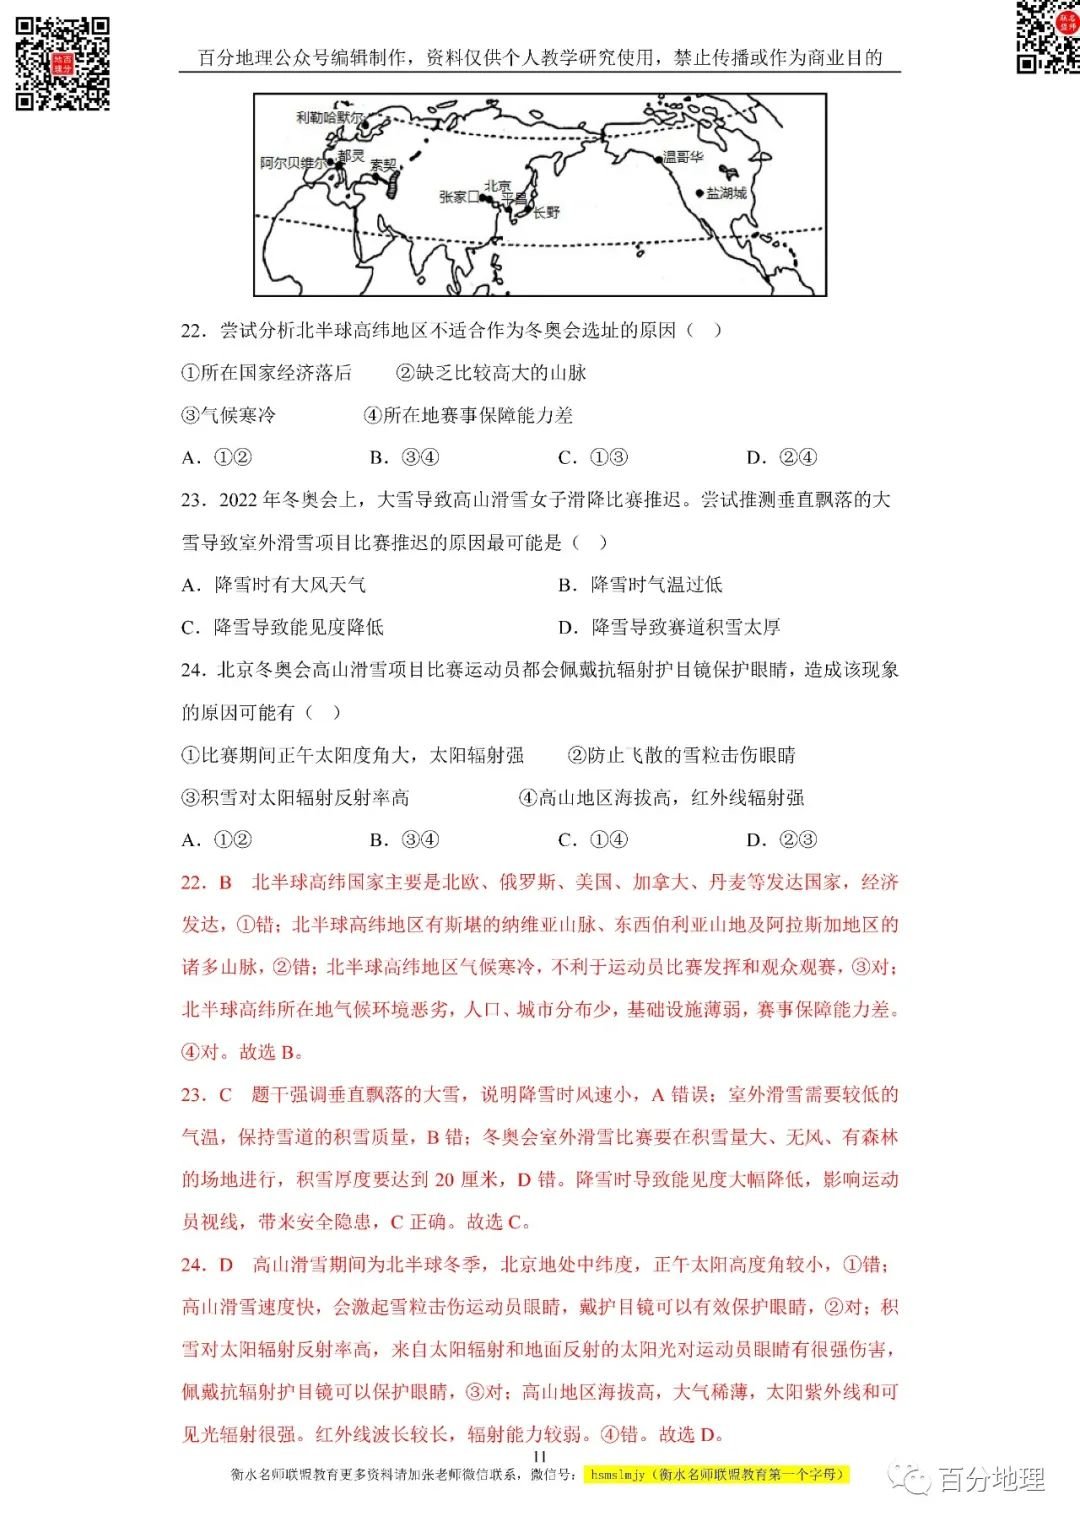 百分地理公众号编辑制作，资料仅供个人教学研究使用，禁止传播或作为商业目的
利勒哈默尔
阿尔贝维尔
都灵
索契
张家口
北京
平昌
长野
温哥华
盐湖城
22．尝试分析北半球高纬地区不适合作为冬奥会选址的原因（　）
①所在国家经济落后　　②缺乏比较高大的山脉
③气候寒冷　　④所在地赛事保障能力差
A．①②　　B．③④　　C．①③　　D．②④
23．2022年冬奥会上，大雪导致高山滑雪女子滑降比赛推迟。尝试推测垂直飘落的大
雪导致室外滑雪项目比赛推迟的原因最可能是（　）
A．降雪时有大风天气　　B．降雪时气温过低
C．降雪导致能见度降低　　D．降雪导致赛道积雪太厚
24．北京冬奥会高山滑雪项目比赛运动员都会佩戴抗辐射护目镜保护眼睛，造成该现象
的原因可能有（　）
①比赛期间正午太阳度角大，太阳辐射强　　②防止飞散的雪粒击伤眼睛
③积雪对太阳辐射反射率高　　④高山地区海拔高，红外线辐射强
A．①②　　B．③④　　C．①④　　D．②③
22．B　北半球高纬国家主要是北欧、俄罗斯、美国、加拿大、丹麦等发达国家，经济
发达，①错；北半球高纬地区有斯堪的纳维亚山脉、东西伯利亚山地及阿拉斯加地区的
诸多山脉，②错；北半球高纬地区气候寒冷，不利于运动员比赛发挥和观众观赛，③对；
北半球高纬所在地气候环境恶劣，人口、城市分布少，基础设施薄弱，赛事保障能力差。
④对。故选B。
23．C　题干强调垂直飘落的大雪，说明降雪时风速小，A错误；室外滑雪需要较低的
气温，保持雪道的积雪质量，B错；冬奥会室外滑雪比赛要在积雪量大、无风、有森林
的场地进行，积雪厚度要达到20厘米，D错。降雪时导致能见度大幅降低，影响运动
员视线，带来安全隐患，C正确。故选C。
24．D　高山滑雪期间为北半球冬季，北京地处中纬度，正午太阳高度角较小，①错；
高山滑雪速度快，会激起雪粒击伤运动员眼睛，戴护目镜可以有效保护眼睛，②对；积
雪对太阳辐射反射率高，来自太阳辐射和地面反射的太阳光对运动员眼睛有很强伤害，
佩戴抗辐射护目镜可以保护眼睛，③对；高山地区海拔高，大气稀薄，太阳紫外线和可
见光辐射很强。红外线波长较长，辐射能力较弱。④错。故选D。
11
衡水名师联盟教育更多资料请加张老师微信联系，微信号：hsmslmjy（衡水名师联盟教育第一个字母）
百分地理